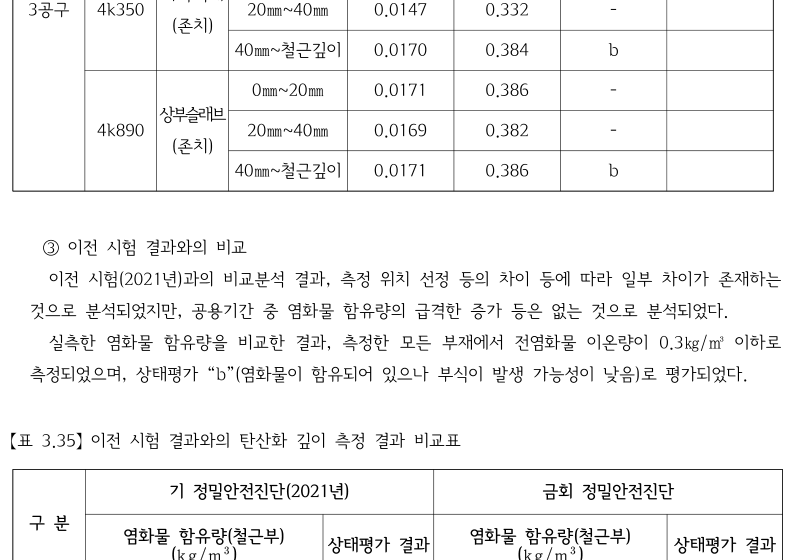 3공구 4k350 (존치) 20㎜~40㎜ 0.0147 0.332 -
40㎜~철근깊이 0.0170 0.384 b
4k890 상부슬래브 (존치) 0㎜~20㎜ 0.0171 0.386 -
20㎜~40㎜ 0.0169 0.382 -
40㎜~철근깊이 0.0171 0.386 b
③ 이전 시험 결과와의 비교
이전 시험(2021년)과의 비교분석 결과, 측정 위치 선정 등의 차이 등에 따라 일부 차이가 존재하는
것으로 분석되었지만, 공용기간 중 염화물 함유량의 급격한 증가 등은 없는 것으로 분석되었다.
실측한 염화물 함유량을 비교한 결과, 측정한 모든 부재에서 전염화물 이온량이 0.3㎏/㎥ 이하로
측정되었으며, 상태평가 “b”(염화물이 함유되어 있으나 부식이 발생 가능성이 낮음)로 평가되었다.
【표 3.35】 이전 시험 결과와의 탄산화 깊이 측정 결과 비교표
구 분 기 정밀안전진단(2021년) 금회 정밀안전진단
염화물 함유량(철근부) 상태평가 결과 염화물 함유량(철근부) 상태평가 결과
(kg/m³) (kg/m³)